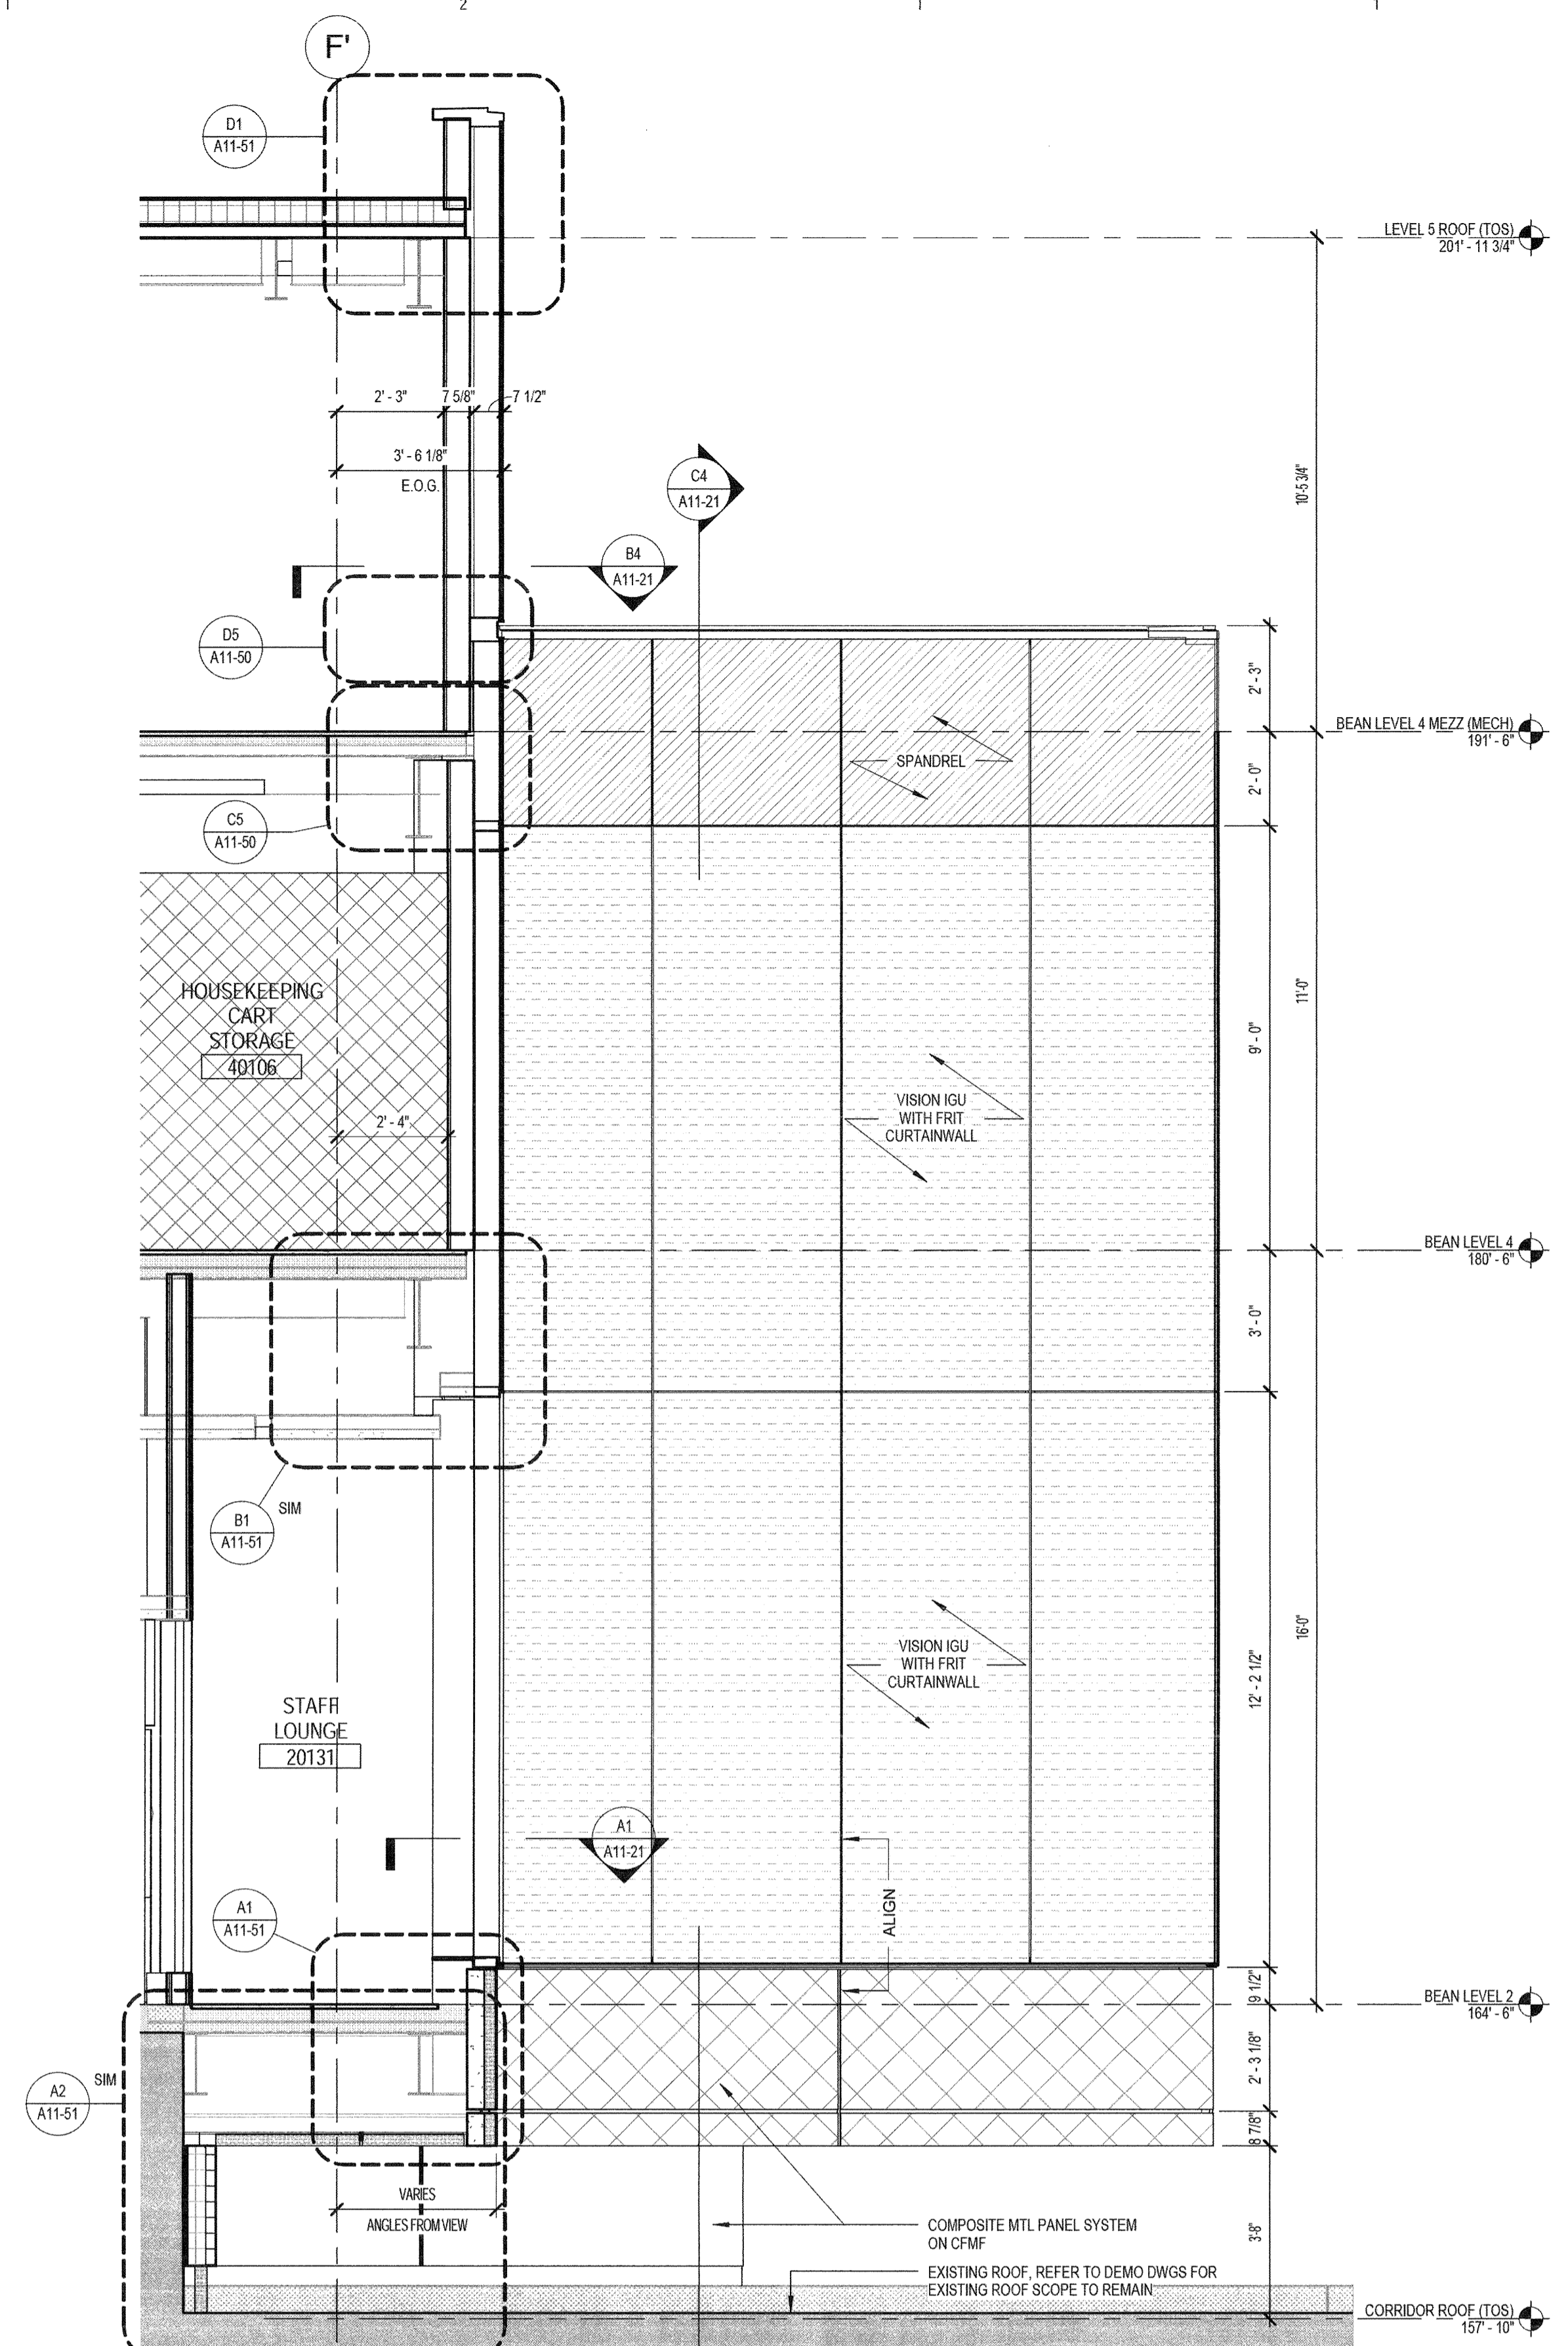 2
1
1
F'
D1
A11-51
LEVEL 5 ROOF (TOS)
201' - 11 3/4"
2' - 3"
7 5/8"
7 1/2"
3' - 6 1/8"
E.O.G.
C4
A11-21
10'-5 3/4"
B4
A11-21
D5
A11-50
2' - 3"
BEAN LEVEL 4 MEZZ (MECH)
191' - 6"
SPANDREL
2' - 0"
C5
A11-50
HOUSEKEEPING
CART
STORAGE
40106
11'-0"
9' - 0"
VISION IGU
WITH FRIT
CURTAINWALL
2' - 4"
BEAN LEVEL 4
180' - 6"
3' - 0"
B1
A11-51
SIM
16'-0"
VISION IGU
WITH FRIT
CURTAINWALL
12' - 2 1/2"
STAFF
LOUNGE
20131
A1
A11-21
A1
A11-51
ALIGN
9 1/2"
BEAN LEVEL 2
164' - 6"
2' - 3 1/8"
SIM
A2
A11-51
8 7/8"
VARIES
ANGLES FROM VIEW
COMPOSITE MTL PANEL SYSTEM
ON CFMF
3'-8"
EXISTING ROOF, REFER TO DEMO DWGS FOR
EXISTING ROOF SCOPE TO REMAIN
CORRIDOR ROOF (TOS)
157' - 10"